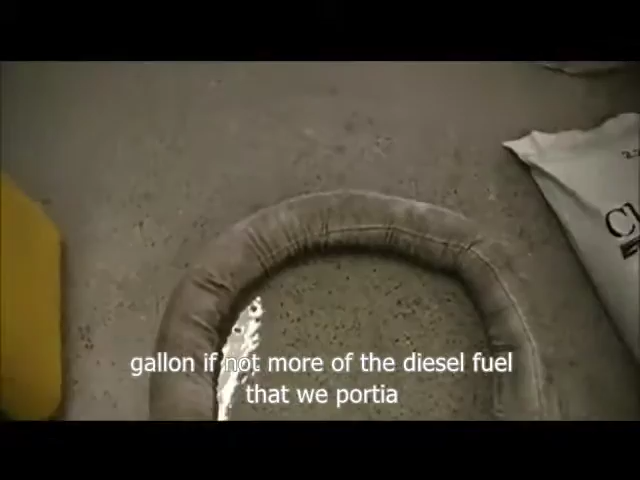 gallon if not more of the diesel fuel
that we portia